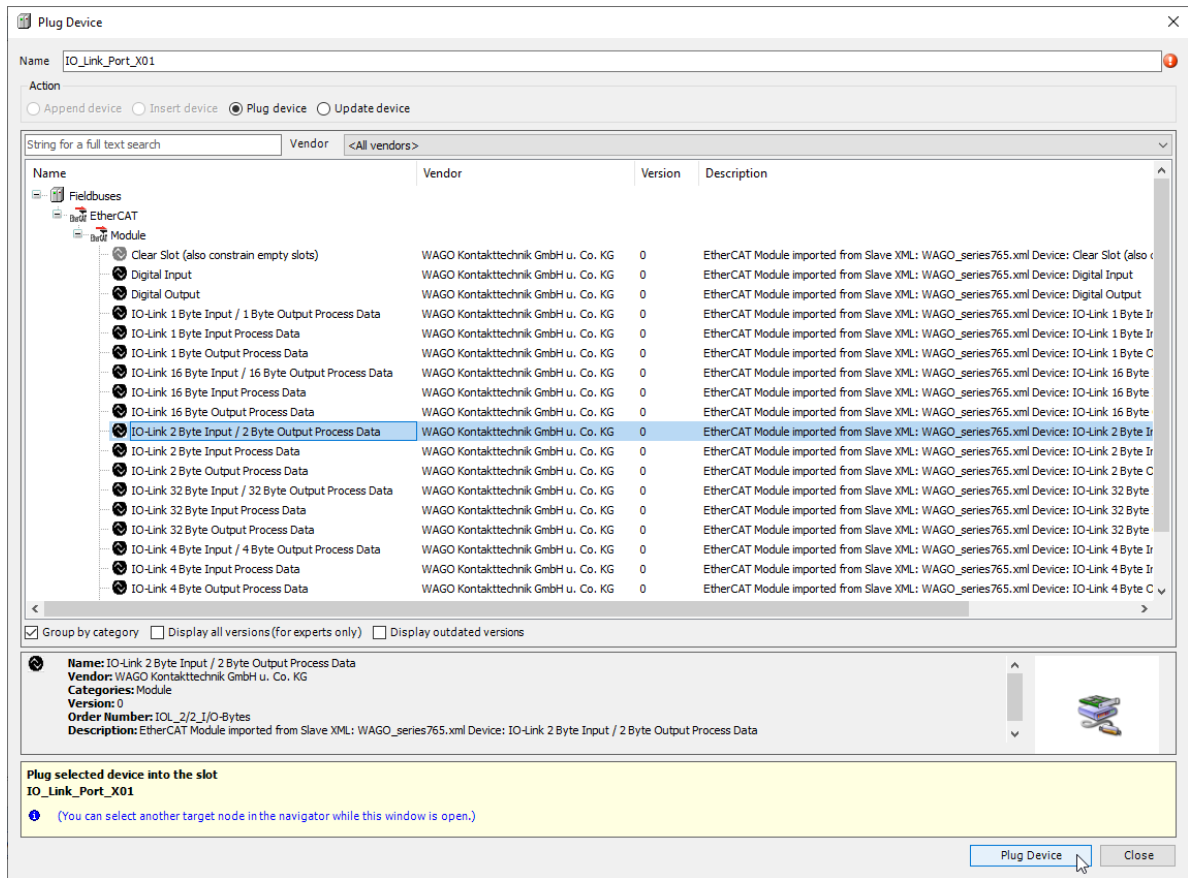 Plug Device
Name IO_Link_Port_X01
Action
Append device Insert device Plug device Update device
String for a full text search Vendor <All vendors>
Name Vendor Version Description
Fieldbuses
EtherCAT
Module
Clear Slot (also constrain empty slots) WAGO Kontakttechnik GmbH u. Co. KG 0 EtherCAT Module imported from Slave XML: WAGO_series765.xml Device: Clear Slot (also c
Digital Input WAGO Kontakttechnik GmbH u. Co. KG 0 EtherCAT Module imported from Slave XML: WAGO_series765.xml Device: Digital Input
Digital Output WAGO Kontakttechnik GmbH u. Co. KG 0 EtherCAT Module imported from Slave XML: WAGO_series765.xml Device: Digital Output
IO-Link 1 Byte Input / 1 Byte Output Process Data WAGO Kontakttechnik GmbH u. Co. KG 0 EtherCAT Module imported from Slave XML: WAGO_series765.xml Device: IO-Link 1 Byte Ir
IO-Link 1 Byte Input Process Data WAGO Kontakttechnik GmbH u. Co. KG 0 EtherCAT Module imported from Slave XML: WAGO_series765.xml Device: IO-Link 1 Byte Ir
IO-Link 1 Byte Output Process Data WAGO Kontakttechnik GmbH u. Co. KG 0 EtherCAT Module imported from Slave XML: WAGO_series765.xml Device: IO-Link 1 Byte C
IO-Link 16 Byte Input / 16 Byte Output Process Data WAGO Kontakttechnik GmbH u. Co. KG 0 EtherCAT Module imported from Slave XML: WAGO_series765.xml Device: IO-Link 16 Byte
IO-Link 16 Byte Input Process Data WAGO Kontakttechnik GmbH u. Co. KG 0 EtherCAT Module imported from Slave XML: WAGO_series765.xml Device: IO-Link 16 Byte
IO-Link 16 Byte Output Process Data WAGO Kontakttechnik GmbH u. Co. KG 0 EtherCAT Module imported from Slave XML: WAGO_series765.xml Device: IO-Link 16 Byte
IO-Link 2 Byte Input / 2 Byte Output Process Data WAGO Kontakttechnik GmbH u. Co. KG 0 EtherCAT Module imported from Slave XML: WAGO_series765.xml Device: IO-Link 2 Byte Ir
IO-Link 2 Byte Input Process Data WAGO Kontakttechnik GmbH u. Co. KG 0 EtherCAT Module imported from Slave XML: WAGO_series765.xml Device: IO-Link 2 Byte Ir
IO-Link 2 Byte Output Process Data WAGO Kontakttechnik GmbH u. Co. KG 0 EtherCAT Module imported from Slave XML: WAGO_series765.xml Device: IO-Link 2 Byte C
IO-Link 32 Byte Input / 32 Byte Output Process Data WAGO Kontakttechnik GmbH u. Co. KG 0 EtherCAT Module imported from Slave XML: WAGO_series765.xml Device: IO-Link 32 Byte
IO-Link 32 Byte Input Process Data WAGO Kontakttechnik GmbH u. Co. KG 0 EtherCAT Module imported from Slave XML: WAGO_series765.xml Device: IO-Link 32 Byte
IO-Link 32 Byte Output Process Data WAGO Kontakttechnik GmbH u. Co. KG 0 EtherCAT Module imported from Slave XML: WAGO_series765.xml Device: IO-Link 32 Byte
IO-Link 4 Byte Input / 4 Byte Output Process Data WAGO Kontakttechnik GmbH u. Co. KG 0 EtherCAT Module imported from Slave XML: WAGO_series765.xml Device: IO-Link 4 Byte Ir
IO-Link 4 Byte Input Process Data WAGO Kontakttechnik GmbH u. Co. KG 0 EtherCAT Module imported from Slave XML: WAGO_series765.xml Device: IO-Link 4 Byte Ir
IO-Link 4 Byte Output Process Data WAGO Kontakttechnik GmbH u. Co. KG 0 EtherCAT Module imported from Slave XML: WAGO_series765.xml Device: IO-Link 4 Byte C
Group by category Display all versions (for experts only) Display outdated versions
Name: IO-Link 2 Byte Input / 2 Byte Output Process Data
Vendor: WAGO Kontakttechnik GmbH u. Co. KG
Categories: Module
Version: 0
Order Number: IOL_2/2_I/O-Bytes
Description: EtherCAT Module imported from Slave XML: WAGO_series765.xml Device: IO-Link 2 Byte Input / 2 Byte Output Process Data
Plug selected device into the slot
IO_Link_Port_X01
(You can select another target node in the navigator while this window is open.)
Plug Device Close